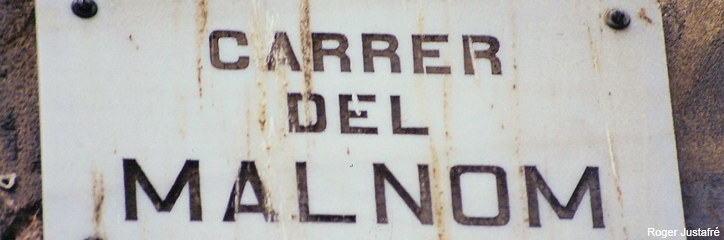 CARRER
DEL
MALNOM
Roger Justafré